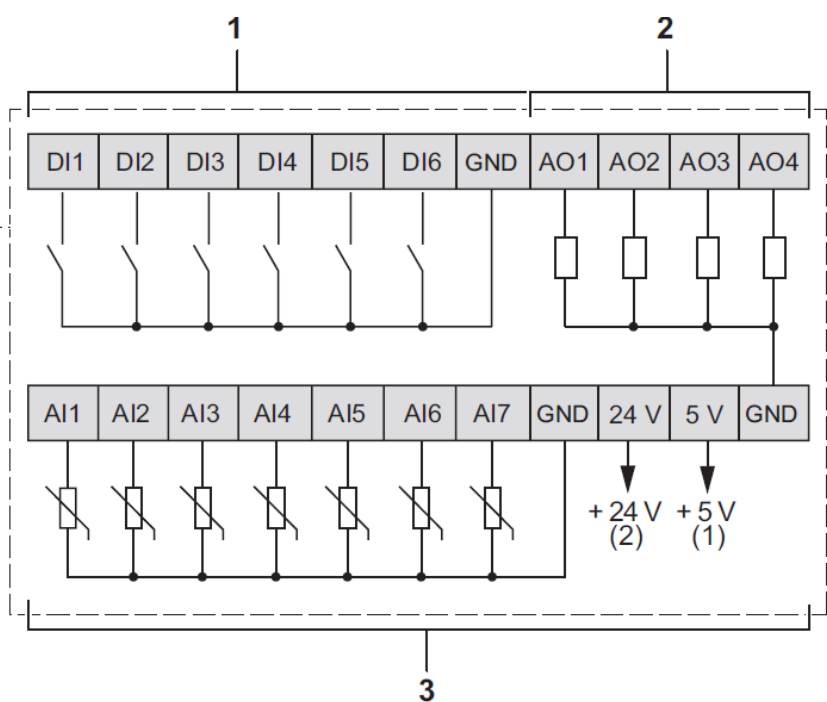 1 2
DI1 DI2 DI3 DI4 DI5 DI6 GND AO1 AO2 AO3 AO4
AI1 AI2 AI3 AI4 AI5 AI6 AI7 GND 24 V 5 V GND
+ 24 V + 5 V
(2) (1)
3